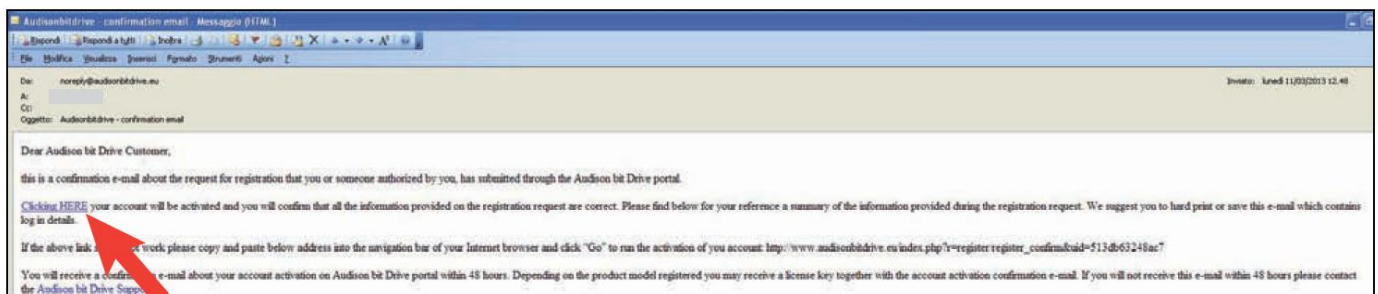 Audisonbitdrive - confirmation email - Messaggio (HTML)
Rispondi Rispondi a tutti Inoltra
File Modifica Visualizza Inserisci Formato Strumenti Azioni ?
Da: noreply@audisonbitdrive.eu Inviato: lunedì 11/03/2013 12.48
A:
Cc:
Oggetto: Audisonbitdrive - confirmation email
Dear Audison bit Drive Customer,
this is a confirmation e-mail about the request for registration that you or someone authorized by you, has submitted through the Audison bit Drive portal.
Clicking HERE your account will be activated and you will confirm that all the information provided on the registration request are correct. Please find below for your reference a summary of the information provided during the registration request. We suggest you to hard print or save this e-mail which contains
log in details.
If the above link work please copy and paste below address into the navigation bar of your Internet browser and click "Go" to run the activation of you account: http://www.audisonbitdrive.eu/index.php?r=register/register_confirm&uid=513db63248ac7
You will receive a e-mail about your account activation on Audison bit Drive portal within 48 hours. Depending on the product model registered you may receive a license key together with the account activation confirmation e-mail. If you will not receive this e-mail within 48 hours please contact
the Audison bit Drive